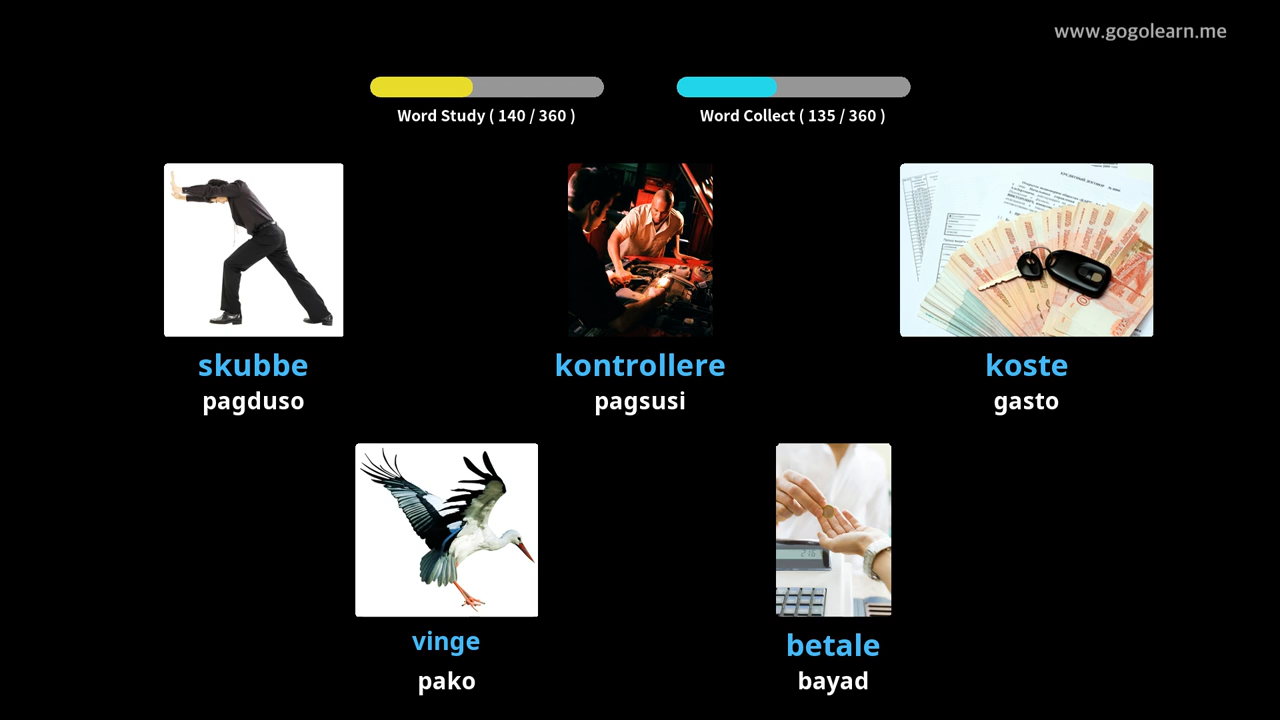 www.gogolearn.me
Word Study ( 140 / 360 )
Word Collect ( 135 / 360 )
skubbe
pagduso
kontrollere
pagsusi
koste
gasto
vinge
pako
betale
bayad